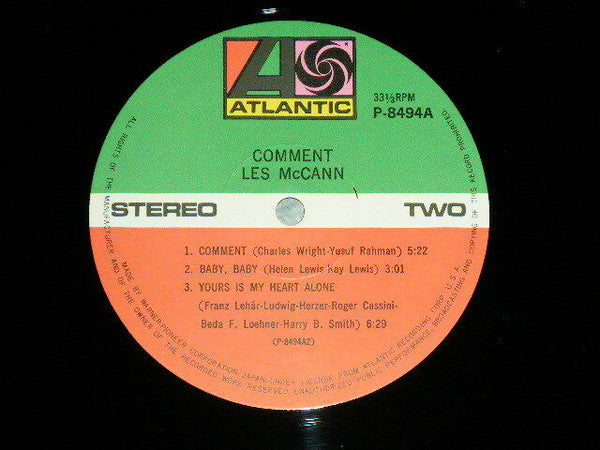 ATLANTIC
33⅓RPM
P-8494A
COMMENT
LES McCANN
STEREO TWO
1. COMMENT (Charles Wright-Yusuf Rahman) 5:22
2. BABY, BABY (Helen Lewis-Kay Lewis) 3:01
3. YOURS IS MY HEART ALONE
(Franz Lehár-Ludwig-Herzer-Roger Cassini-
Beda F. Loehner-Harry B. Smith) 6:29
(P-8494A2)
MADE BY WARNER-PIONEER CORPORATION, JAPAN, UNDER LICENSE FROM ATLANTIC RECORDING CORP. U.S.A.
ALL RIGHTS OF THE MANUFACTURER AND OF THE OWNER OF THE RECORDED WORK RESERVED. UNAUTHORIZED PUBLIC PERFORMANCE, BROADCASTING AND COPYING OF THIS RECORD PROHIBITED.